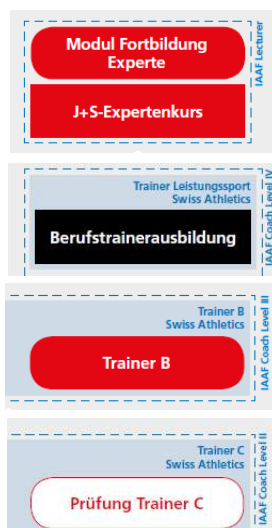 Modul Fortbildung
Experte
J+S-Expertenkurs
IAAF Lecturer
Trainer Leistungssport
Swiss Athletics
Berufstrainerausbildung
IAAF Coach Level IV
Trainer B
Swiss Athletics
Trainer B
IAAF Coach Level III
Trainer C
Swiss Athletics
Prüfung Trainer C
IAAF Coach Level II